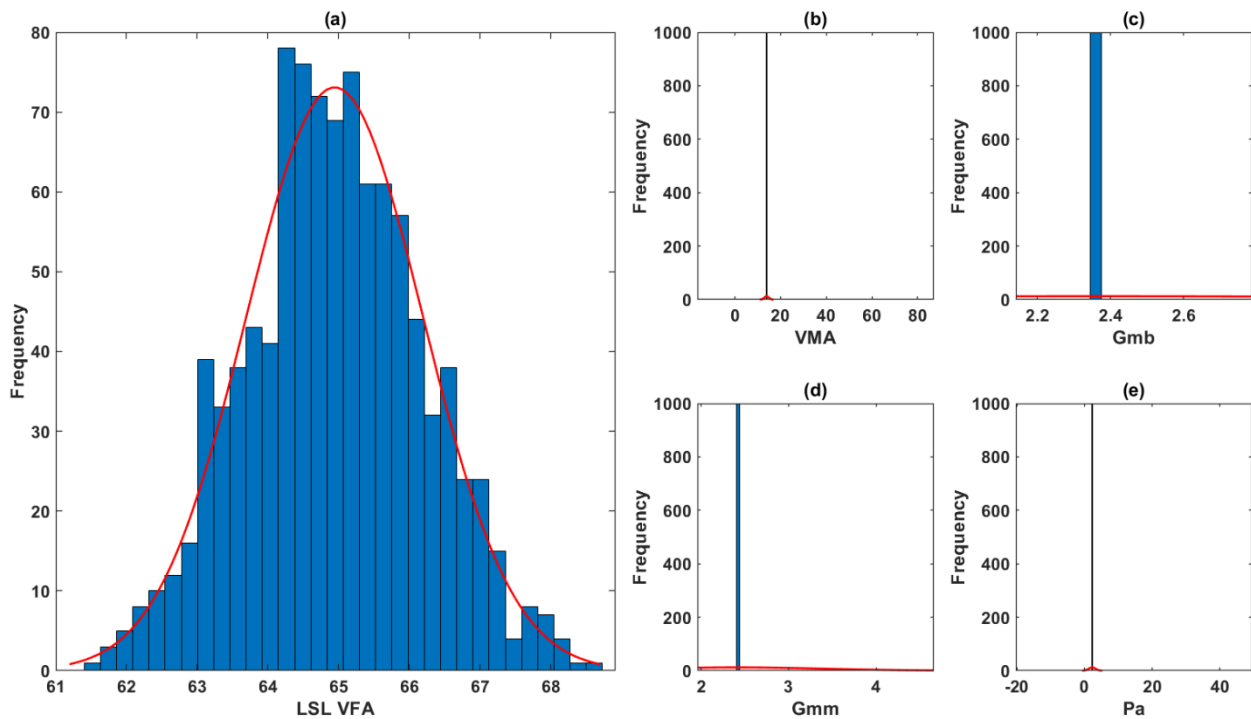 (a)
80
70
60
50
40
30
20
10
0
Frequency
61 62 63 64 65 66 67 68
LSL VFA
(b)
1000
800
600
400
200
0
Frequency
0 20 40 60 80
VMA
(c)
1000
800
600
400
200
0
Frequency
2.2 2.4 2.6
Gmb
(d)
1000
800
600
400
200
0
Frequency
2 3 4
Gmm
(e)
1000
800
600
400
200
0
Frequency
-20 0 20 40
Pa